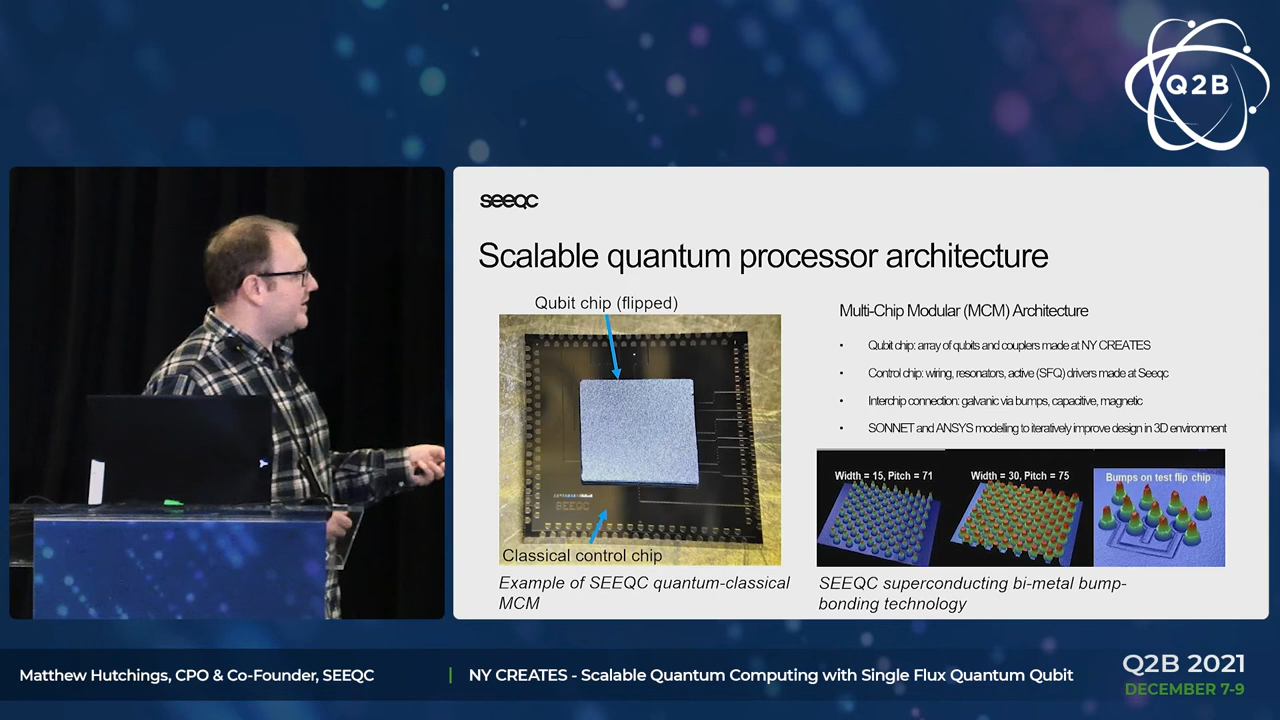 Q2B
seeqc
Scalable quantum processor architecture
Qubit chip (flipped)
SEEQC
Classical control chip
Example of SEEQC quantum-classical
MCM
Multi-Chip Modular (MCM) Architecture
• Qubit chip: array of qubits and couplers made at NY CREATES
• Control chip: wiring, resonators, active (SFQ) drivers made at Seeqc
• Interchip connection: galvanic via bumps, capacitive, magnetic
• SONNET and ANSYS modelling to iteratively improve design in 3D environment
Width = 15, Pitch = 71
Width = 30, Pitch = 75
Bumps on test flip chip
SEEQC superconducting bi-metal bump-
bonding technology
Matthew Hutchings, CPO & Co-Founder, SEEQC
NY CREATES - Scalable Quantum Computing with Single Flux Quantum Qubit
Q2B 2021
DECEMBER 7-9